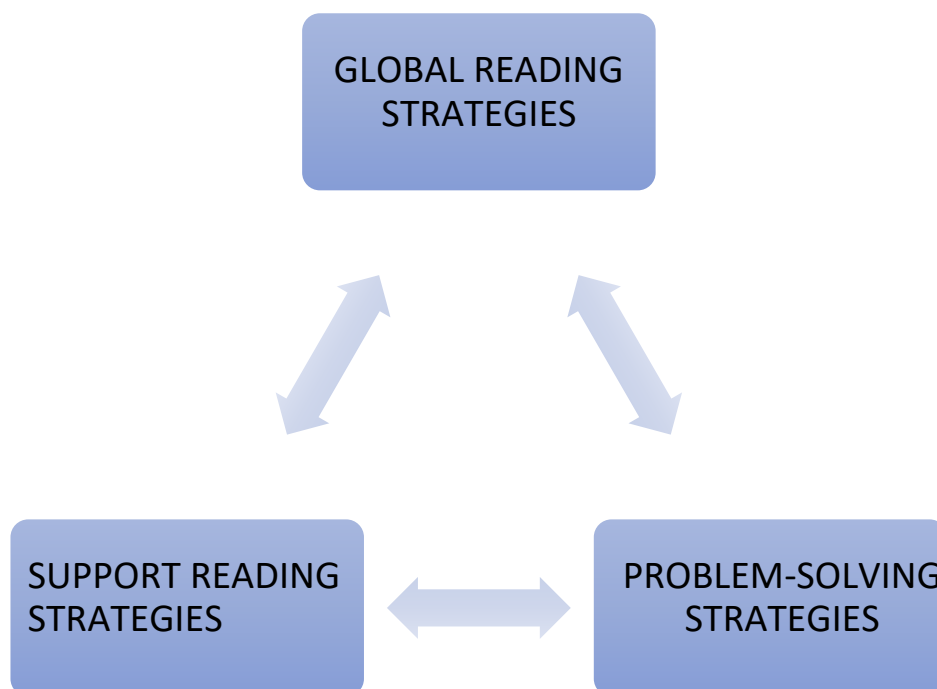 GLOBAL READING
STRATEGIES
SUPPORT READING
STRATEGIES
PROBLEM-SOLVING
STRATEGIES